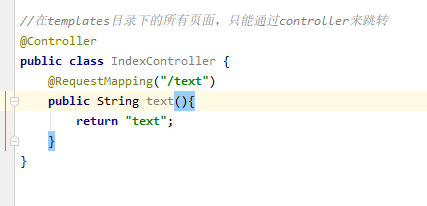 //在templates目录下的所有页面，只能通过controller来跳转
@Controller
public class IndexController {
    @RequestMapping("/text")
    public String text(){
        return "text";
    }
}